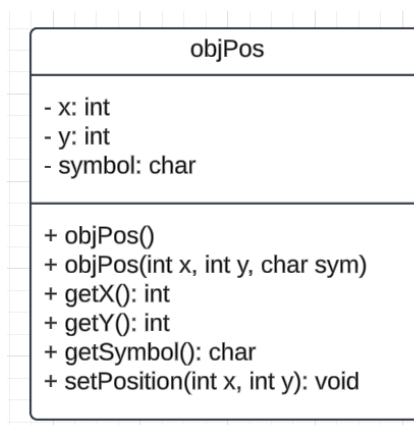 objPos
- x: int
- y: int
- symbol: char
+ objPos()
+ objPos(int x, int y, char sym)
+ getX(): int
+ getY(): int
+ getSymbol(): char
+ setPosition(int x, int y): void